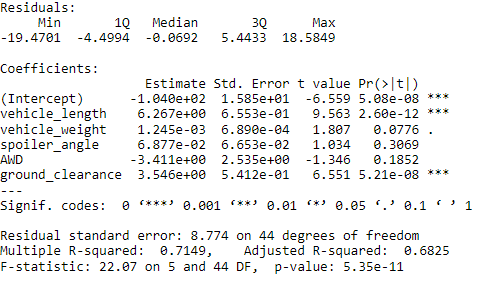 Residuals:
     Min       1Q   Median       3Q      Max
-19.4701  -4.4994  -0.0692   5.4433  18.5849

Coefficients:
                   Estimate Std. Error t value Pr(>|t|)
(Intercept)      -1.040e+02  1.585e+01  -6.559 5.08e-08 ***
vehicle_length    6.267e+00  6.553e-01   9.563 2.60e-12 ***
vehicle_weight    1.245e-03  6.890e-04   1.807   0.0776 .
spoiler_angle     6.877e-02  6.653e-02   1.034   0.3069
AWD              -3.411e+00  2.535e+00  -1.346   0.1852
ground_clearance  3.546e+00  5.412e-01   6.551 5.21e-08 ***
---
Signif. codes:  0 ‘***’ 0.001 ‘**’ 0.01 ‘*’ 0.05 ‘.’ 0.1 ‘ ’ 1

Residual standard error: 8.774 on 44 degrees of freedom
Multiple R-squared:  0.7149,	Adjusted R-squared:  0.6825
F-statistic: 22.07 on 5 and 44 DF,  p-value: 5.35e-11